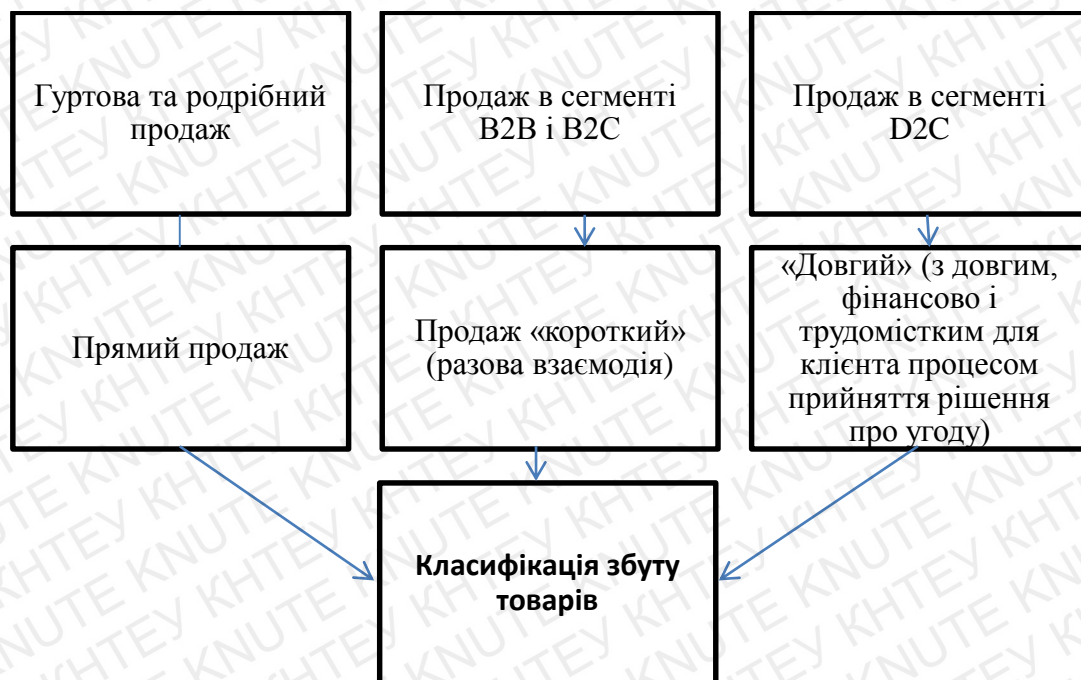 Гуртова та родрібний
продаж
Продаж в сегменті
B2B і B2C
Продаж в сегменті
D2C
Прямий продаж
Продаж «короткий»
(разова взаємодія)
«Довгий» (з довгим,
фінансово і
трудомістким для
клієнта процесом
прийняття рішення
про угоду)
Класифікація збуту
товарів